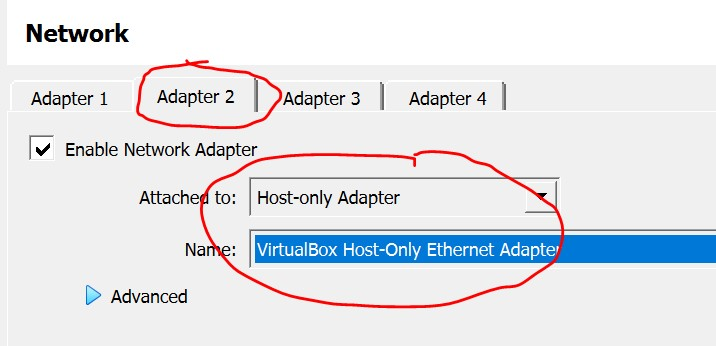 Network
Adapter 1 Adapter 2 Adapter 3 Adapter 4
Enable Network Adapter
Attached to: Host-only Adapter
Name: VirtualBox Host-Only Ethernet Adapter
Advanced